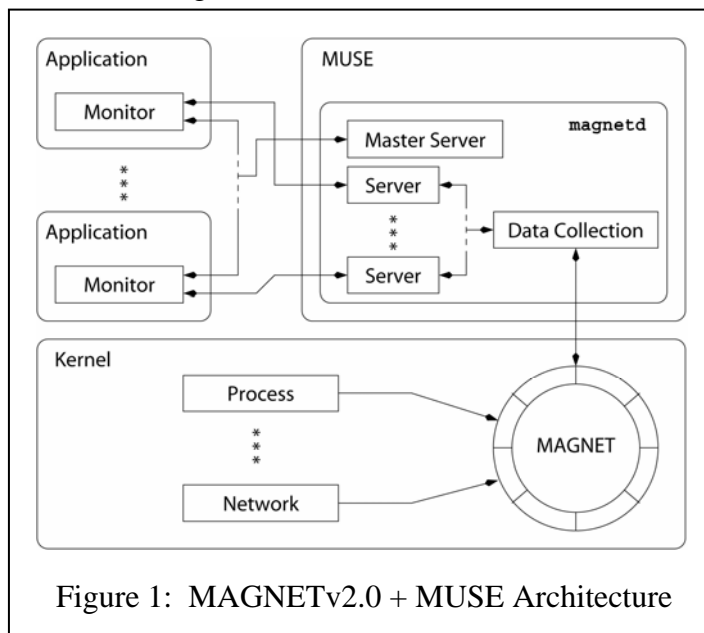 Application
Monitor
***
Application
Monitor
MUSE
magnetd
Master Server
Server
***
Server
Data Collection
Kernel
Process
***
Network
MAGNET
Figure 1: MAGNETv2.0 + MUSE Architecture